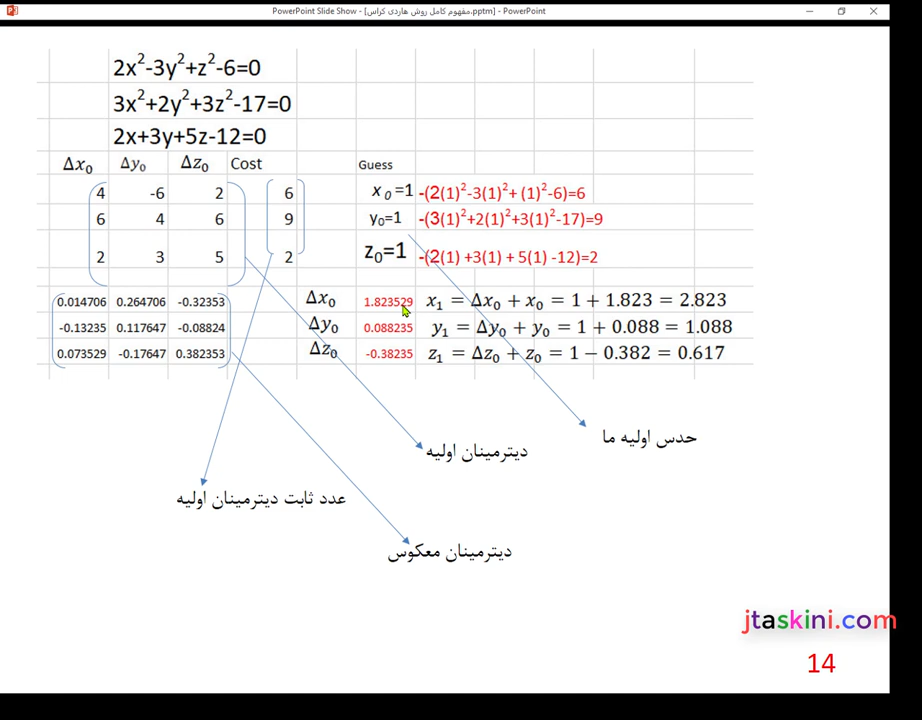 PowerPoint Slide Show - [مفهوم کامل روش هاردی کراس.pptm] - PowerPoint
2x²-3y²+z²-6=0
3x²+2y²+3z²-17=0
2x+3y+5z-12=0
Δx₀ Δy₀ Δz₀ Cost Guess
4 -6 2 6 x₀=1 -(2(1)²-3(1)²+ (1)²-6)=6
6 4 6 9 y₀=1 -(3(1)²+2(1)²+3(1)²-17)=9
2 3 5 2 z₀=1 -(2(1) +3(1) + 5(1) -12)=2
0.014706 0.264706 -0.32353 Δx₀ 1.823529 x₁ = Δx₀ + x₀ = 1 + 1.823 = 2.823
-0.13235 0.117647 -0.08824 Δy₀ 0.088235 y₁ = Δy₀ + y₀ = 1 + 0.088 = 1.088
0.073529 -0.17647 0.382353 Δz₀ -0.38235 z₁ = Δz₀ + z₀ = 1 − 0.382 = 0.617
حدس اولیه ما
دیترمینان اولیه
عدد ثابت دیترمینان اولیه
دیترمینان معکوس
jtaskini.com
14